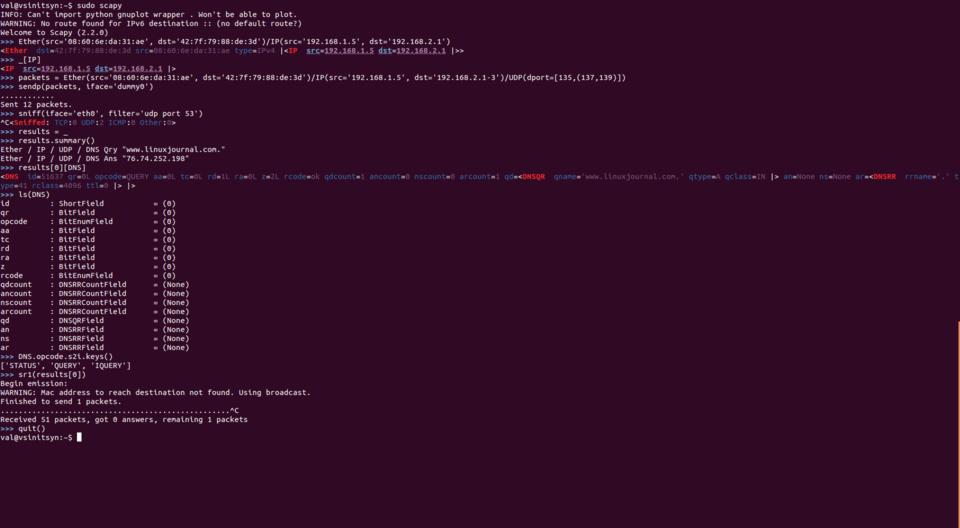 val@vsinitsyn:~$ sudo scapy
INFO: Can't import python gnuplot wrapper . Won't be able to plot.
WARNING: No route found for IPv6 destination :: (no default route?)
Welcome to Scapy (2.2.0)
>>> Ether(src='08:60:6e:da:31:ae', dst='42:7f:79:88:de:3d')/IP(src='192.168.1.5', dst='192.168.2.1')
<Ether  dst=42:7f:79:88:de:3d src=08:60:6e:da:31:ae type=IPv4 |<IP  src=192.168.1.5 dst=192.168.2.1 |>>
>>> _[IP]
<IP  src=192.168.1.5 dst=192.168.2.1 |>
>>> packets = Ether(src='08:60:6e:da:31:ae', dst='42:7f:79:88:de:3d')/IP(src='192.168.1.5', dst='192.168.2.1-3')/UDP(dport=[135,(137,139)])
>>> sendp(packets, iface='dummy0')
............
Sent 12 packets.
>>> sniff(iface='eth0', filter='udp port 53')
^C<Sniffed: TCP:0 UDP:2 ICMP:0 Other:0>
>>> results = _
>>> results.summary()
Ether / IP / UDP / DNS Qry "www.linuxjournal.com."
Ether / IP / UDP / DNS Ans "76.74.252.198"
>>> results[0][DNS]
<DNS  id=51637 qr=0L opcode=QUERY aa=0L tc=0L rd=1L ra=0L z=2L rcode=ok qdcount=1 ancount=0 nscount=0 arcount=1 qd=<DNSQR  qname='www.linuxjournal.com.' qtype=A qclass=IN |> an=None ns=None ar=<DNSRR  rrname='.' t
ype=41 rclass=4096 ttl=0 |> |>
>>> ls(DNS)
id         : ShortField           = (0)
qr         : BitField             = (0)
opcode     : BitEnumField         = (0)
aa         : BitField             = (0)
tc         : BitField             = (0)
rd         : BitField             = (0)
ra         : BitField             = (0)
z          : BitField             = (0)
rcode      : BitEnumField         = (0)
qdcount    : DNSRRCountField      = (None)
ancount    : DNSRRCountField      = (None)
nscount    : DNSRRCountField      = (None)
arcount    : DNSRRCountField      = (None)
qd         : DNSQRField           = (None)
an         : DNSRRField           = (None)
ns         : DNSRRField           = (None)
ar         : DNSRRField           = (None)
>>> DNS.opcode.s2i.keys()
['STATUS', 'QUERY', 'IQUERY']
>>> sr1(results[0])
Begin emission:
WARNING: Mac address to reach destination not found. Using broadcast.
Finished to send 1 packets.
...................................................^C
Received 51 packets, got 0 answers, remaining 1 packets
>>> quit()
val@vsinitsyn:~$